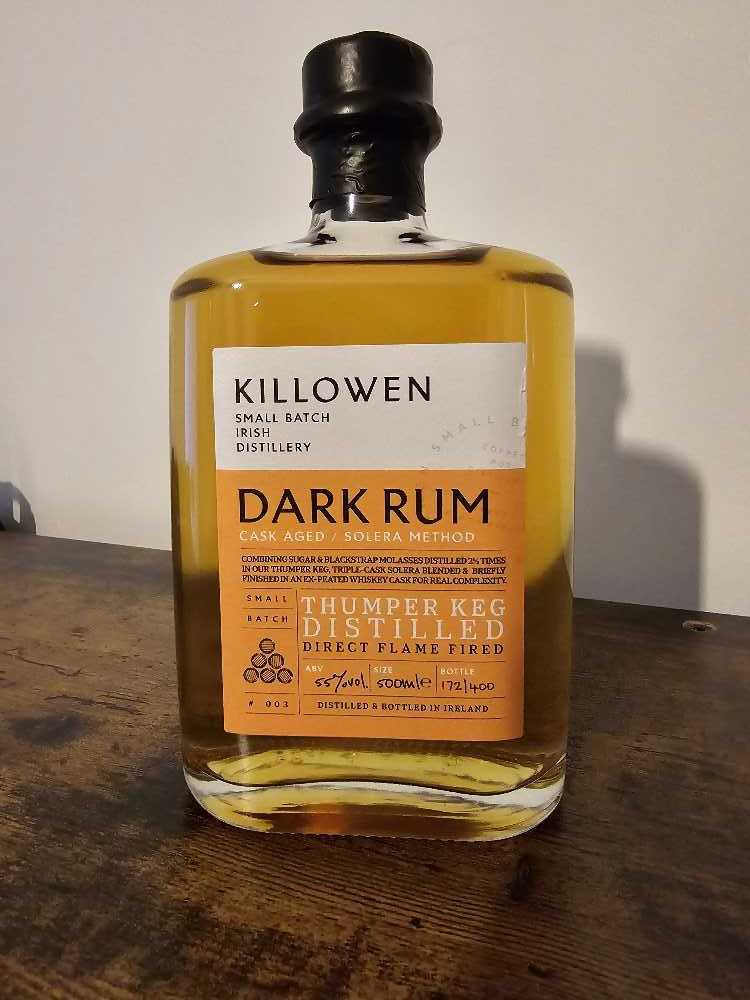 KILLOWEN
SMALL BATCH
IRISH
DISTILLERY
SMALL B
COPPE
DARK RUM
CASK AGED / SOLERA METHOD
COMBINING SUGAR & BLACKSTRAP MOLASSES DISTILLED 2½ TIMES
IN OUR THUMPER KEG, TRIPLE-CASK SOLERA BLENDED & BRIEFLY
FINISHED IN AN EX-PEATED WHISKEY CASK FOR REAL COMPLEXITY.
SMALL
BATCH
# 003
THUMPER KEG
DISTILLED
DIRECT FLAME FIRED
ABV SIZE BOTTLE
55%vol. 500ml℮ 172/400
DISTILLED & BOTTLED IN IRELAND